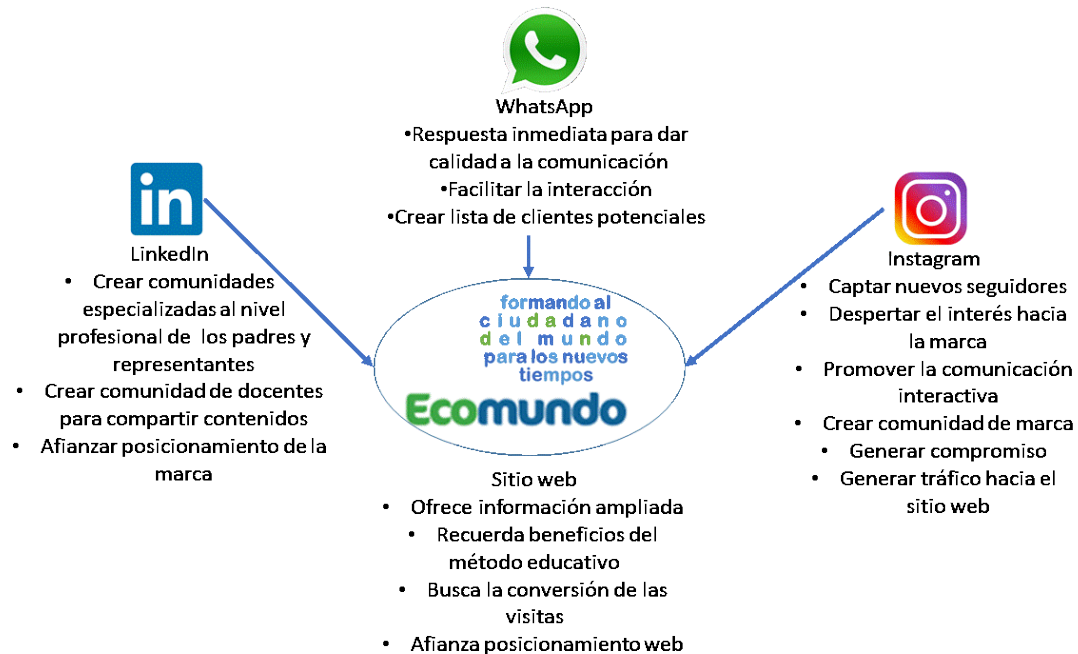 WhatsApp
•Respuesta inmediata para dar
calidad a la comunicación
•Facilitar la interacción
•Crear lista de clientes potenciales
in
LinkedIn
• Crear comunidades
especializadas al nivel
profesional de los padres y
representantes
• Crear comunidad de docentes
para compartir contenidos
• Afianzar posicionamiento de la
marca
formando al
ciudadano
del mundo
para los nuevos
tiempos
Ecomundo
Instagram
• Captar nuevos seguidores
• Despertar el interés hacia
la marca
• Promover la comunicación
interactiva
• Crear comunidad de marca
• Generar compromiso
• Generar tráfico hacia el
sitio web
Sitio web
• Ofrece información ampliada
• Recuerda beneficios del
método educativo
• Busca la conversión de las
visitas
• Afianza posicionamiento web